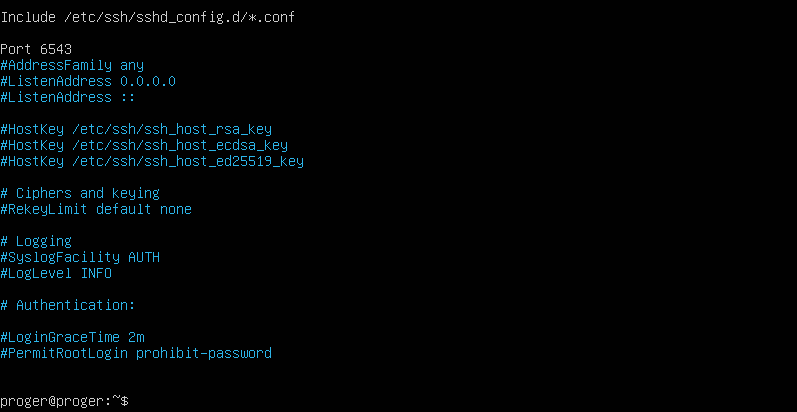 Include /etc/ssh/sshd_config.d/*.conf
Port 6543
#AddressFamily any
#ListenAddress 0.0.0.0
#ListenAddress ::
#HostKey /etc/ssh/ssh_host_rsa_key
#HostKey /etc/ssh/ssh_host_ecdsa_key
#HostKey /etc/ssh/ssh_host_ed25519_key
# Ciphers and keying
#RekeyLimit default none
# Logging
#SyslogFacility AUTH
#LogLevel INFO
# Authentication:
#LoginGraceTime 2m
#PermitRootLogin prohibit-password
proger@proger:~$